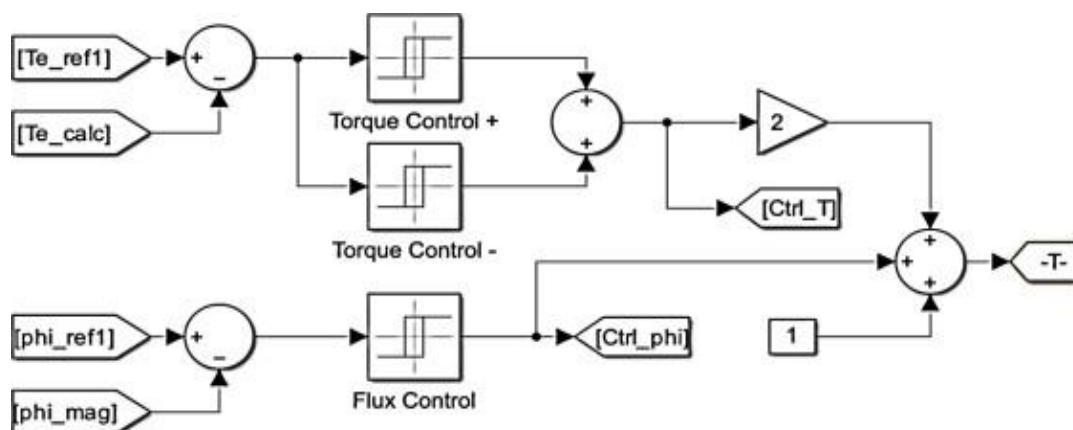 [Te_ref1]
+
−
[Te_calc]
Torque Control +
Torque Control -
+
+
2
[Ctrl_T]
+
+
+
-T-
[phi_ref1]
+
−
[phi_mag]
Flux Control
[Ctrl_phi]
1